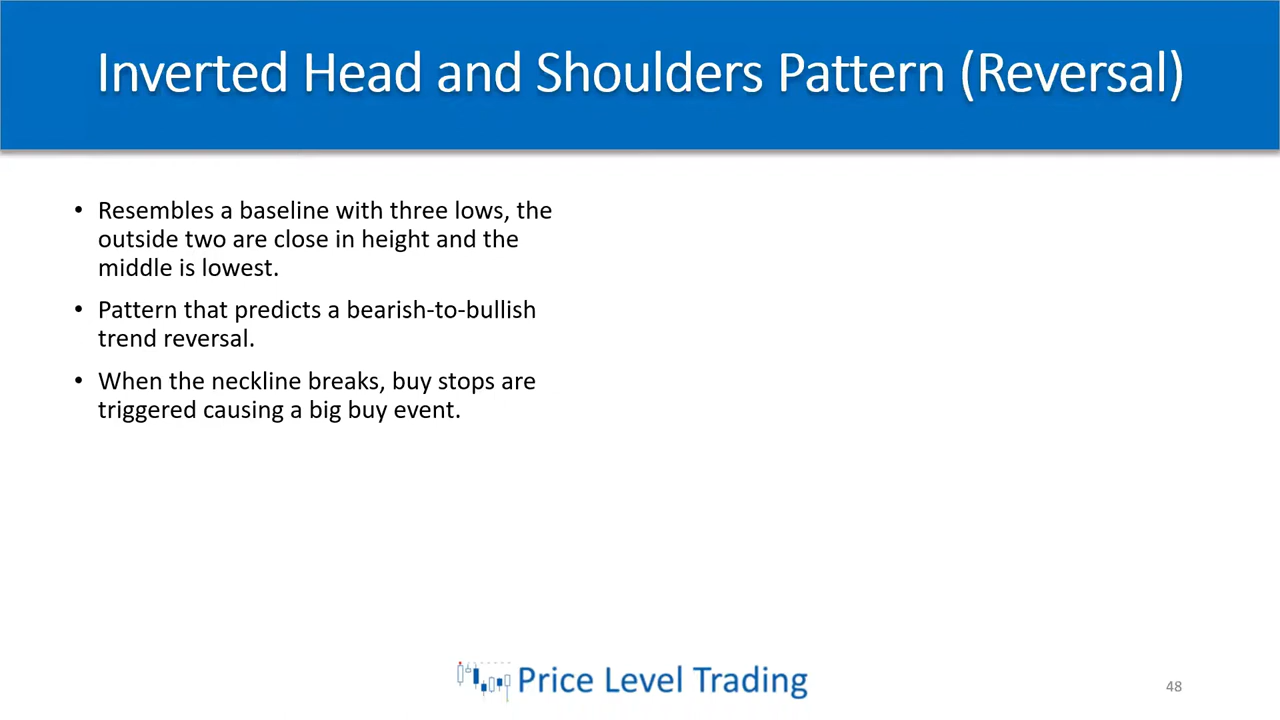 Inverted Head and Shoulders Pattern (Reversal)
• Resembles a baseline with three lows, the
outside two are close in height and the
middle is lowest.
• Pattern that predicts a bearish-to-bullish
trend reversal.
• When the neckline breaks, buy stops are
triggered causing a big buy event.
Price Level Trading
48